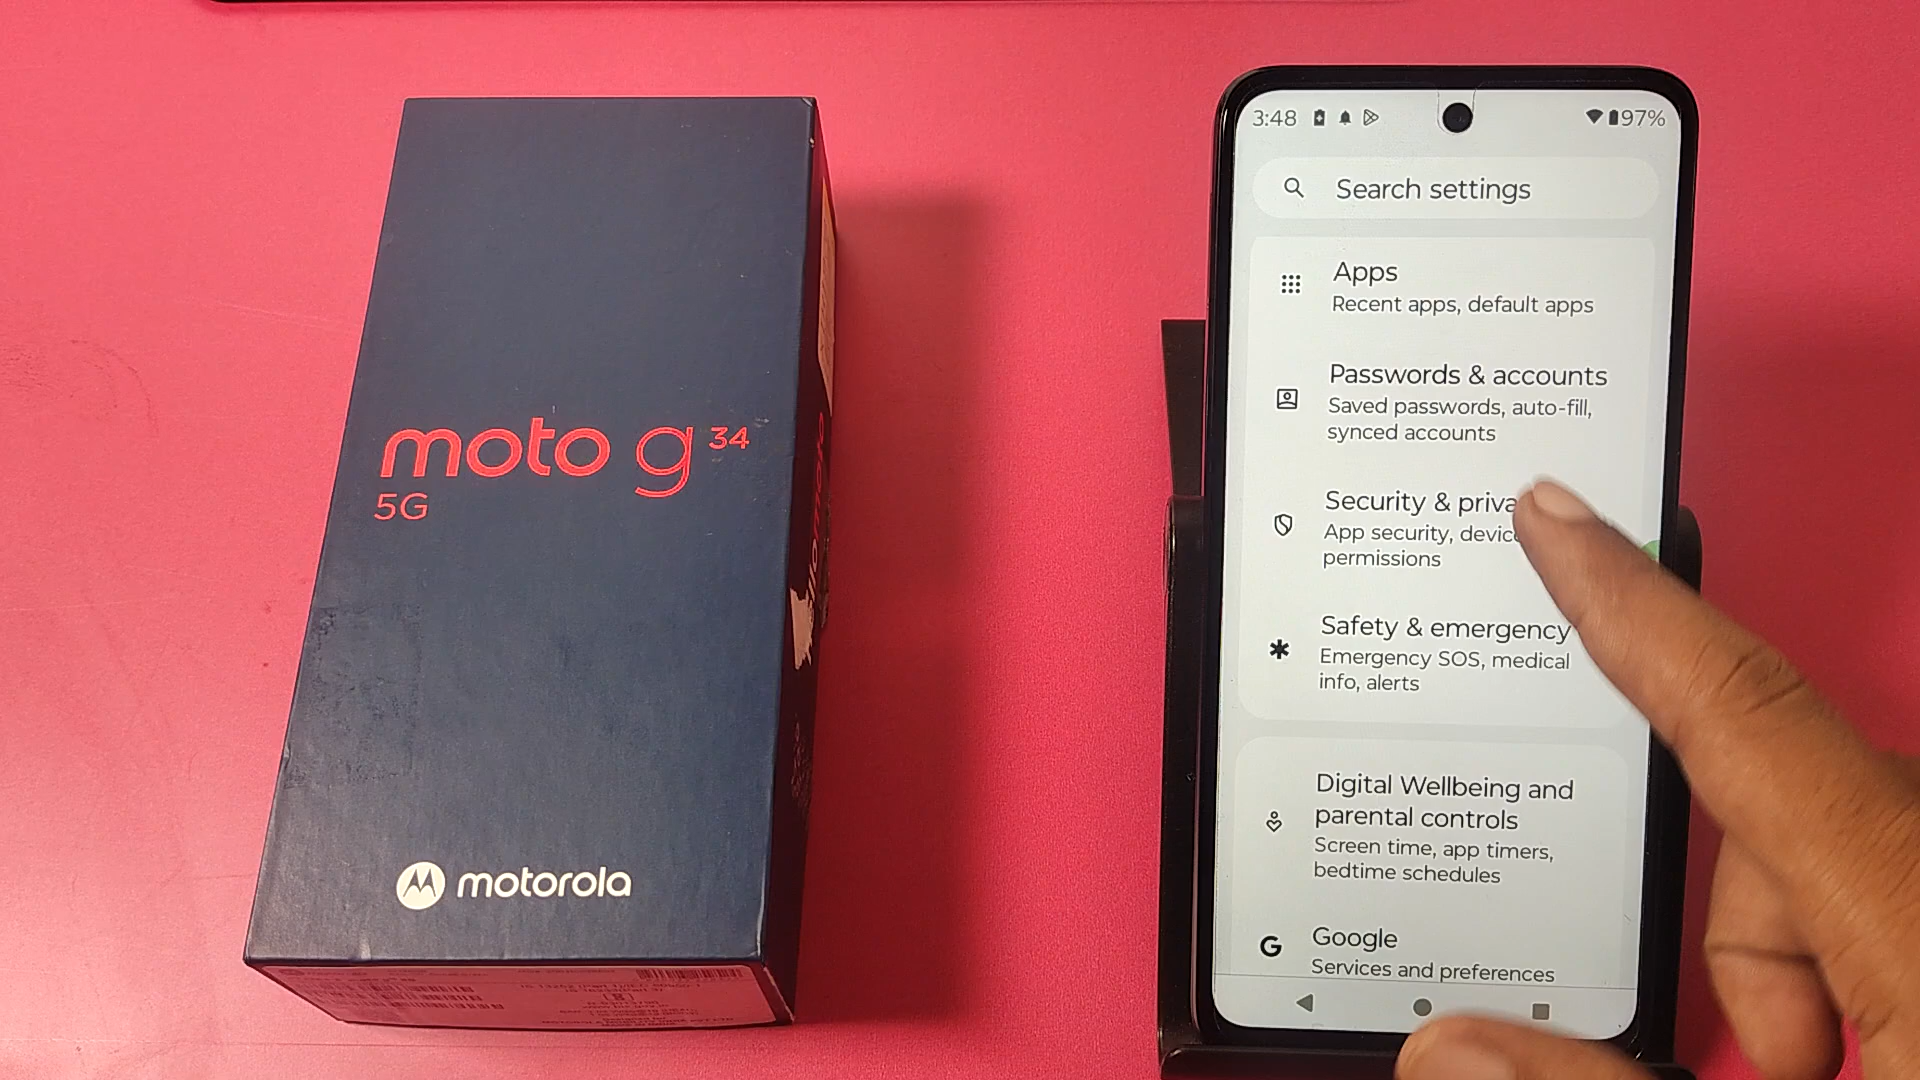 moto g 34
5G
motorola
3:48
97%
Search settings
Apps
Recent apps, default apps
Passwords & accounts
Saved passwords, auto-fill,
synced accounts
Security & priva
App security, devic
permissions
Safety & emergency
Emergency SOS, medical
info, alerts
Digital Wellbeing and
parental controls
Screen time, app timers,
bedtime schedules
G
Google
Services and preferences